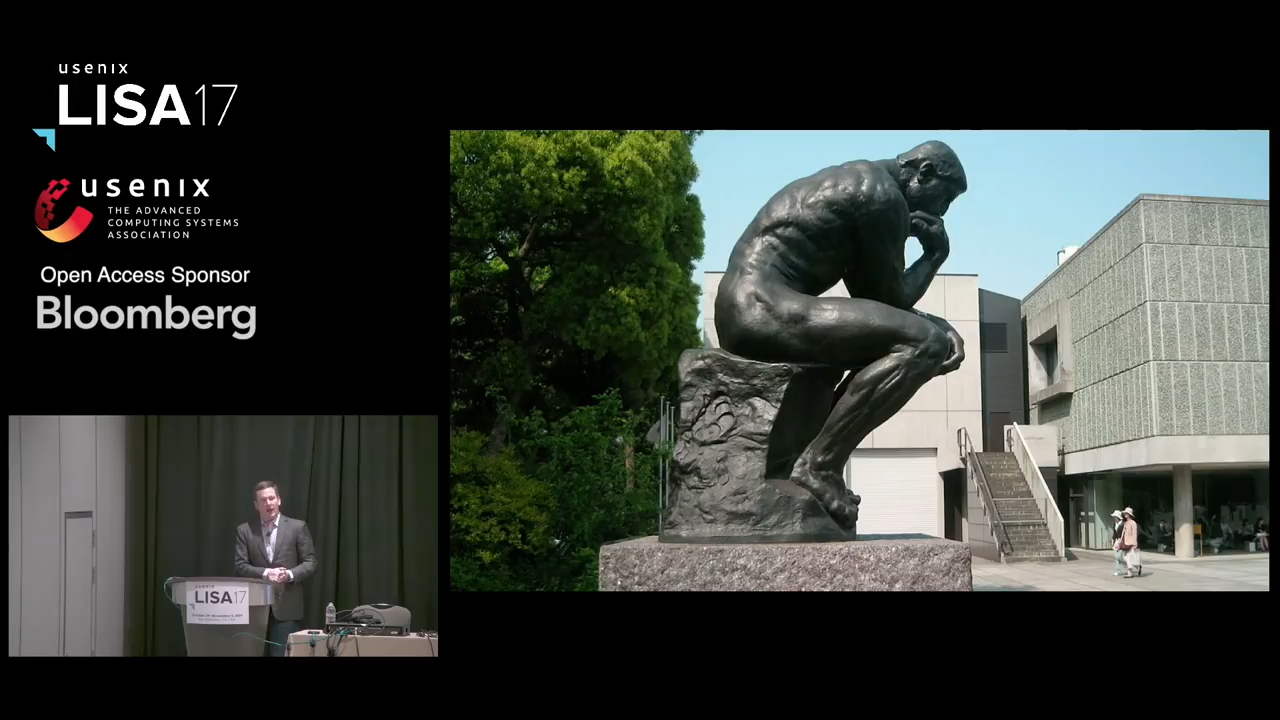 usenix
LISA17
usenix
THE ADVANCED
COMPUTING SYSTEMS
ASSOCIATION
Open Access Sponsor
Bloomberg
LISA17